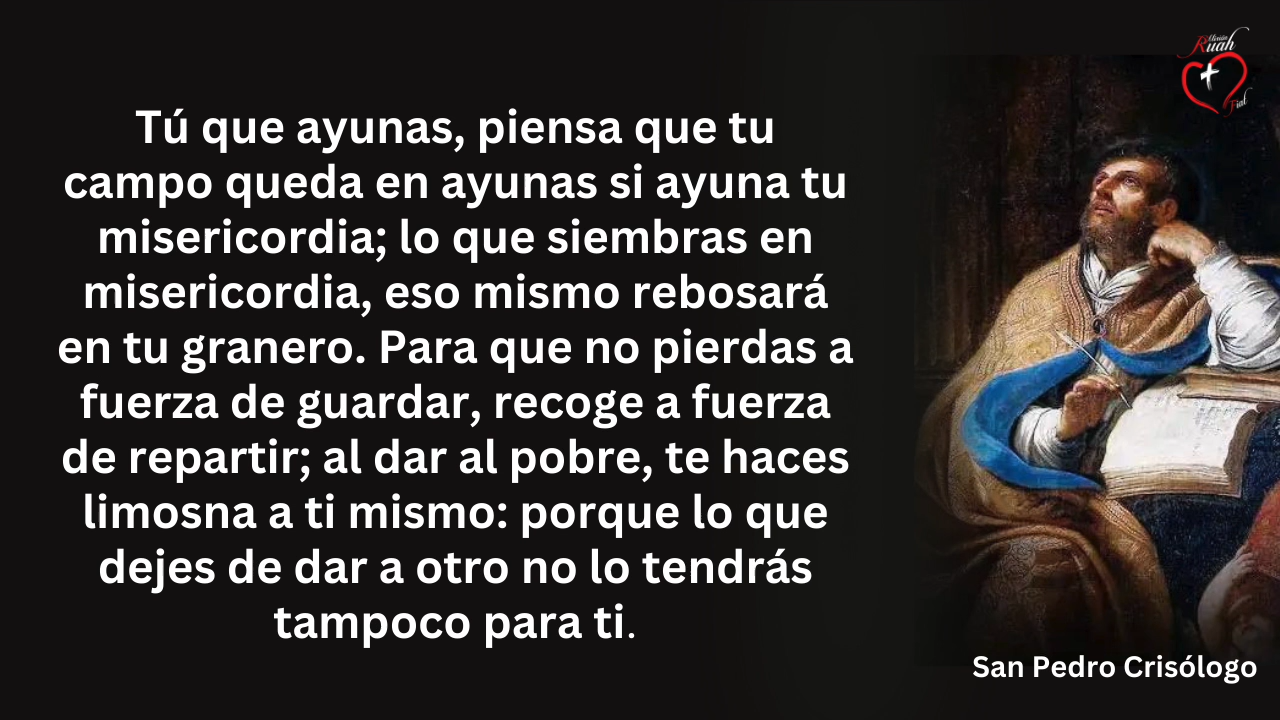 Misión
Ruah
Fiat
Tú que ayunas, piensa que tu
campo queda en ayunas si ayuna tu
misericordia; lo que siembras en
misericordia, eso mismo rebosará
en tu granero. Para que no pierdas a
fuerza de guardar, recoge a fuerza
de repartir; al dar al pobre, te haces
limosna a ti mismo: porque lo que
dejes de dar a otro no lo tendrás
tampoco para ti.
San Pedro Crisólogo